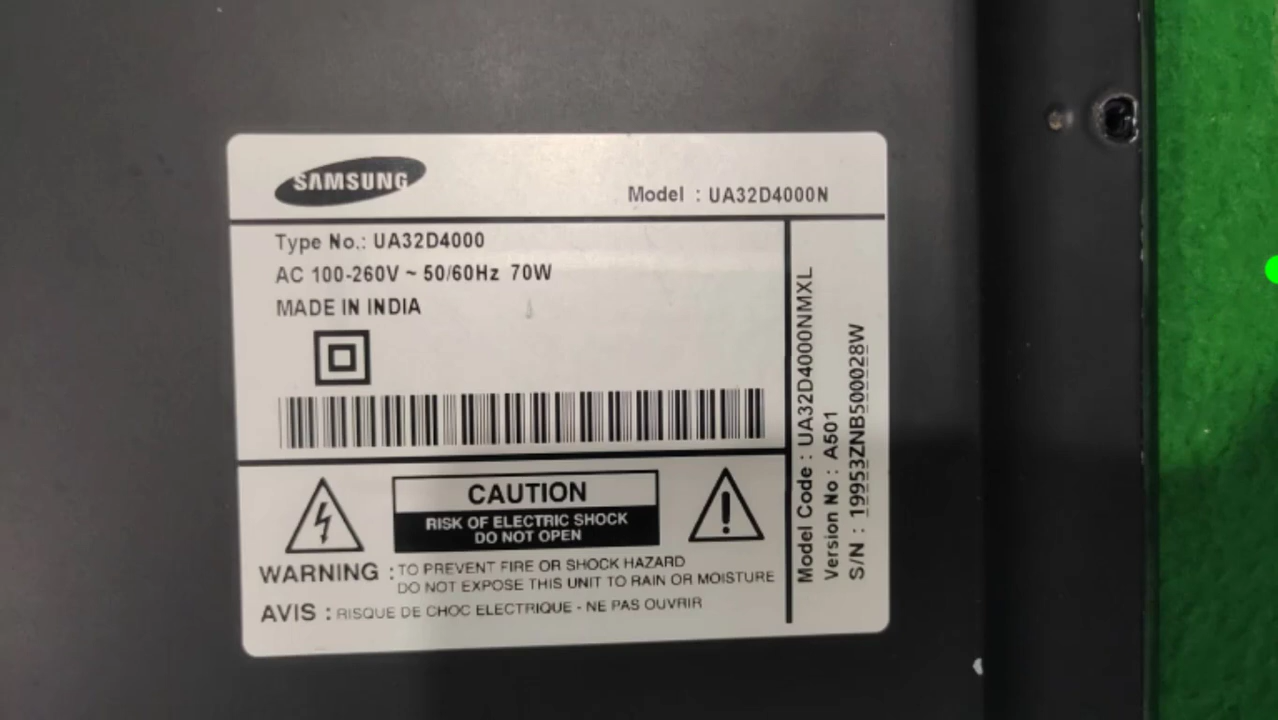 SAMSUNG
Model : UA32D4000N
Type No.: UA32D4000
AC 100-260V ~ 50/60Hz 70W
MADE IN INDIA
CAUTION
RISK OF ELECTRIC SHOCK
DO NOT OPEN
WARNING : TO PREVENT FIRE OR SHOCK HAZARD
DO NOT EXPOSE THIS UNIT TO RAIN OR MOISTURE
AVIS : RISQUE DE CHOC ELECTRIQUE - NE PAS OUVRIR
Model Code : UA32D4000NMXL
Version No : A501
S/N : 19953ZNB500028W